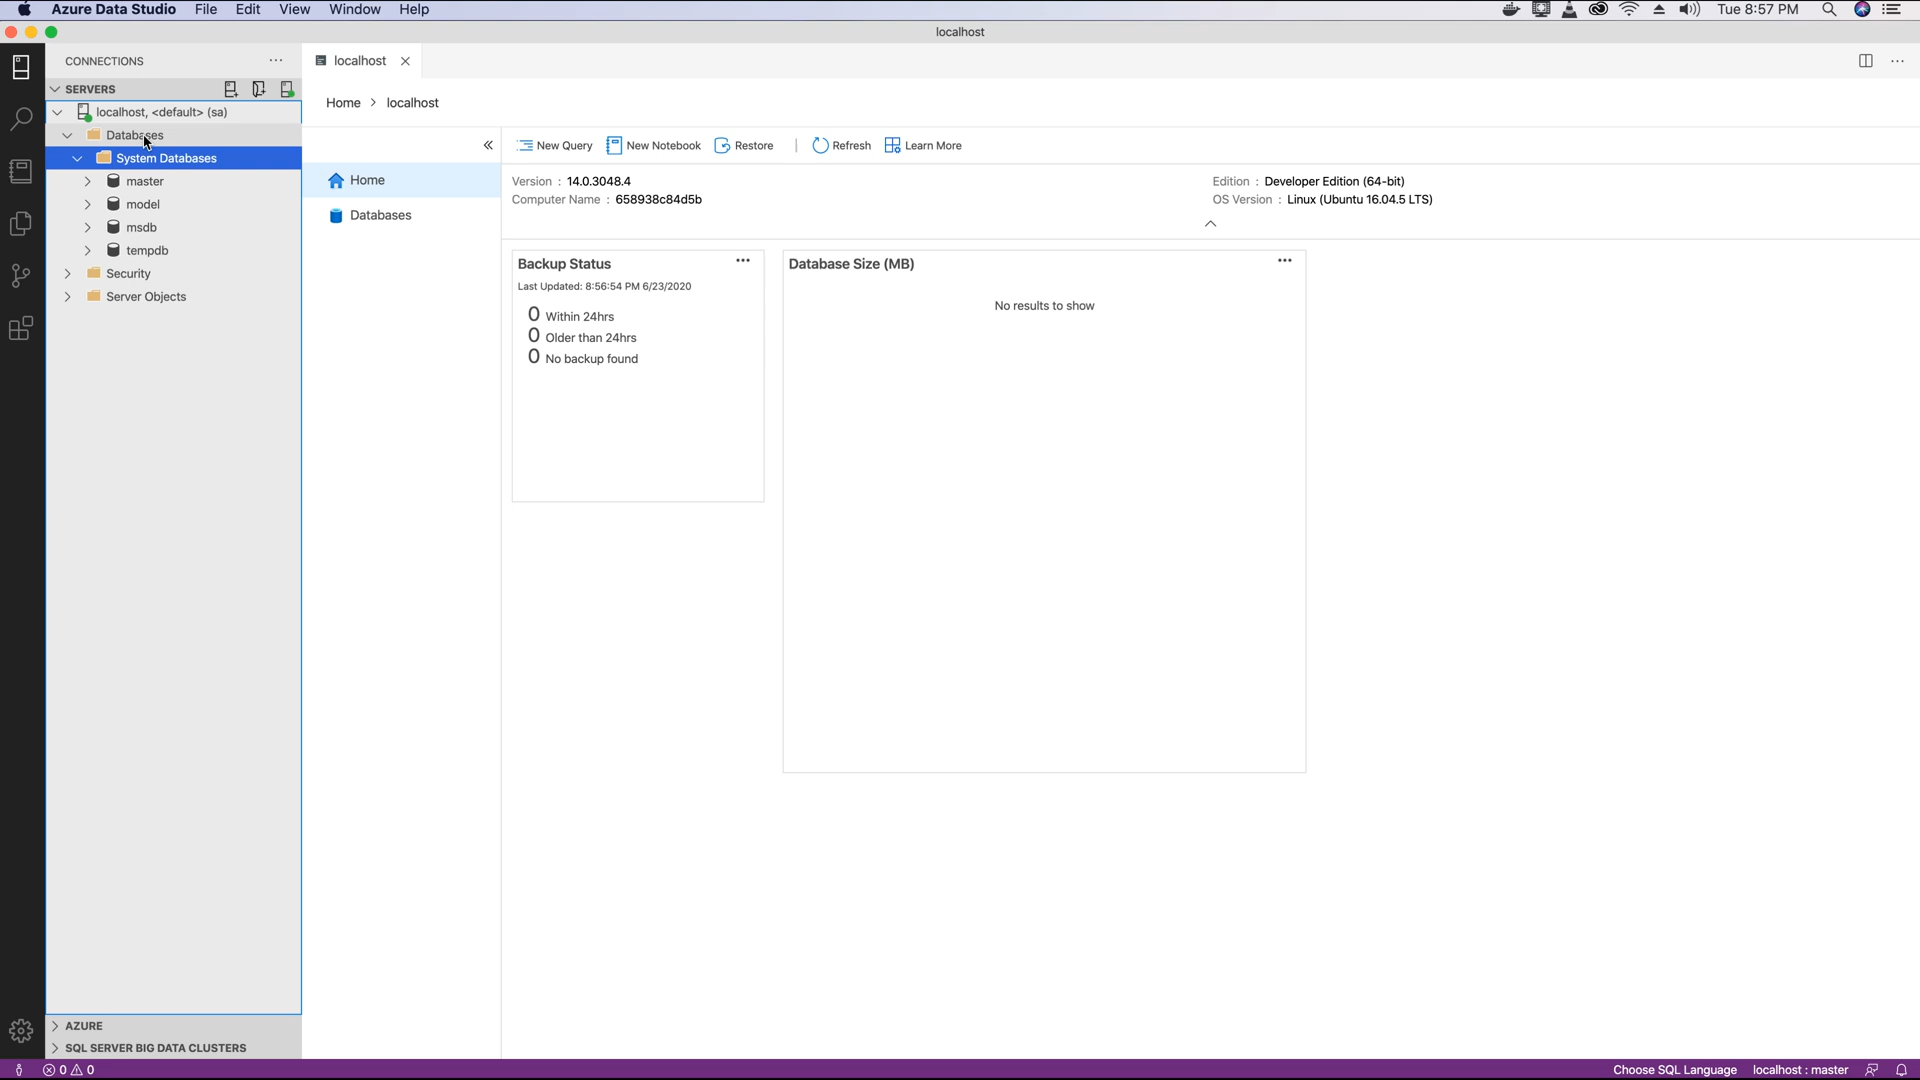 Azure Data Studio File Edit View Window Help
Tue 8:57 PM
localhost
CONNECTIONS
localhost
SERVERS
Home > localhost
localhost, <default> (sa)
Databases
System Databases
master
model
msdb
tempdb
Security
Server Objects
AZURE
SQL SERVER BIG DATA CLUSTERS
Home
Databases
New Query New Notebook Restore | Refresh Learn More
Version : 14.0.3048.4
Computer Name : 658938c84d5b
Edition : Developer Edition (64-bit)
OS Version : Linux (Ubuntu 16.04.5 LTS)
Backup Status
Last Updated: 8:56:54 PM 6/23/2020
0 Within 24hrs
0 Older than 24hrs
0 No backup found
Database Size (MB)
No results to show
0 0
Choose SQL Language localhost : master